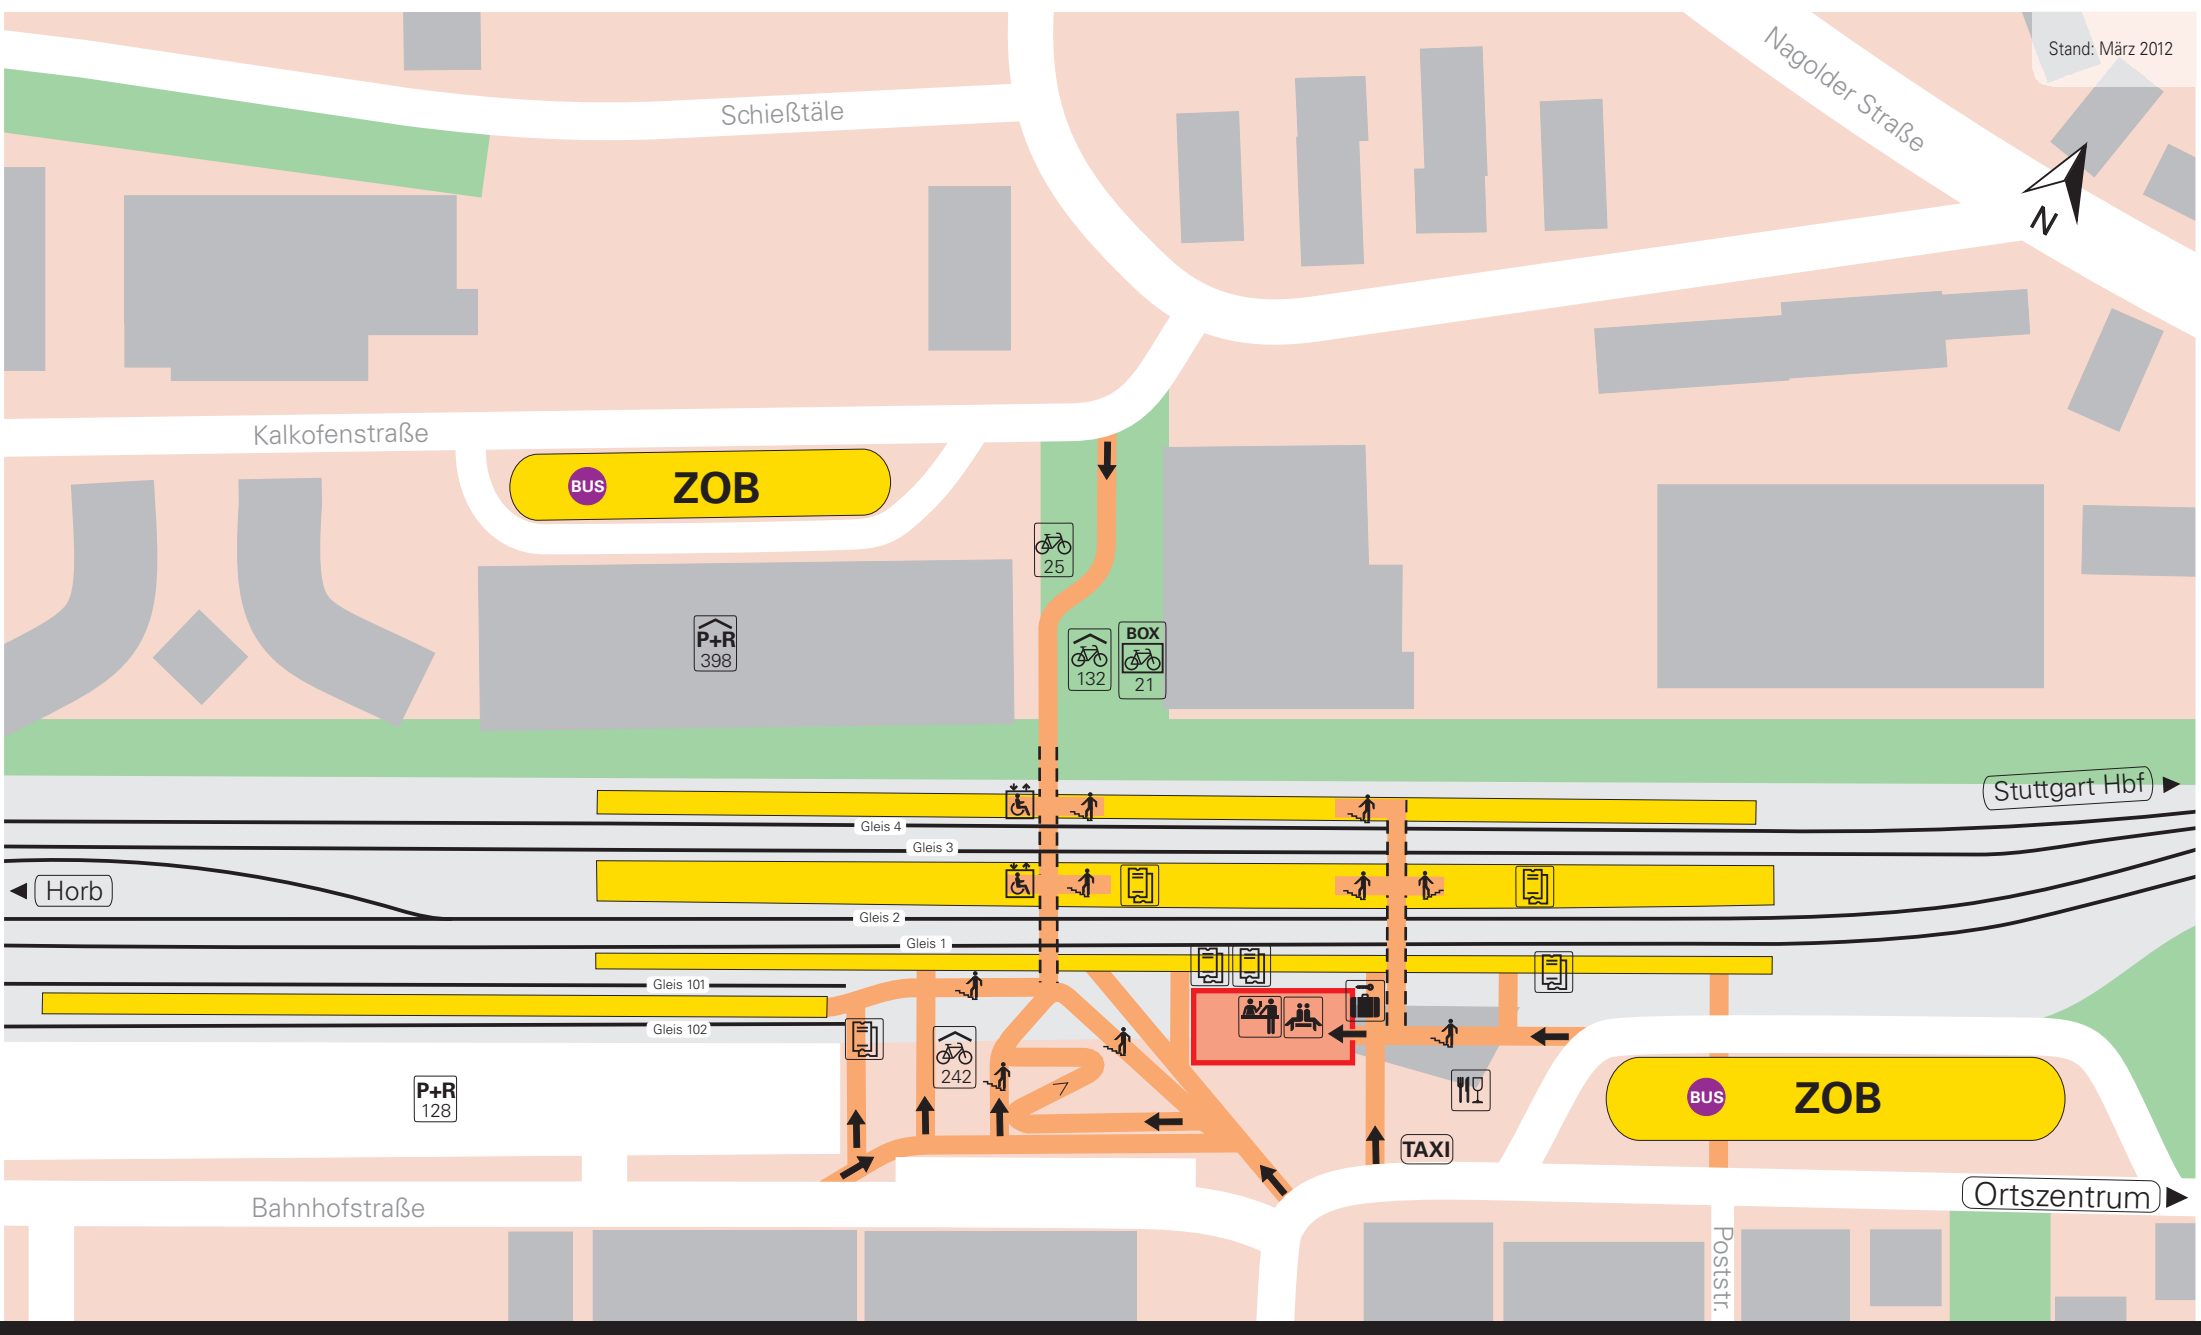 Stand: März 2012
Nagolder Straße
Schießtäle
N
Kalkofenstraße
BUS
ZOB
25
P+R
398
132
BOX
21
Stuttgart Hbf
Gleis 4
Gleis 3
Horb
Gleis 2
Gleis 1
Gleis 101
Gleis 102
242
P+R
128
BUS
ZOB
TAXI
Ortszentrum
Bahnhofstraße
Poststr.